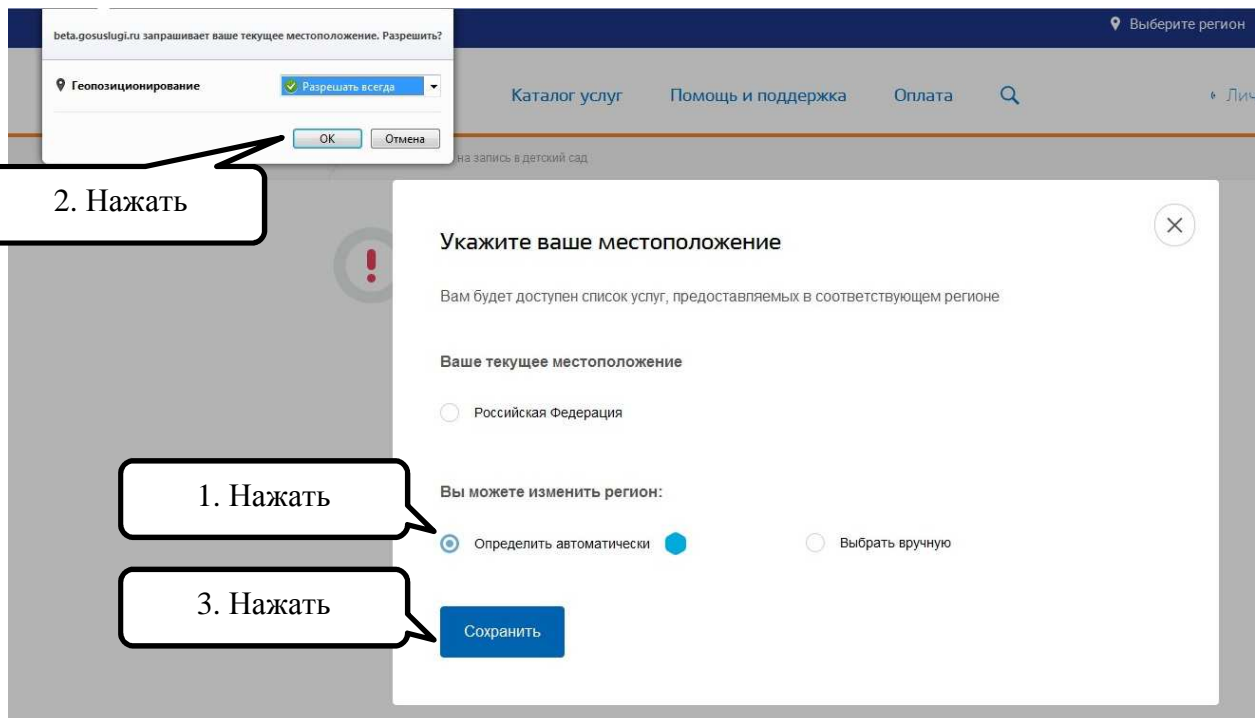 beta.gosuslugi.ru запрашивает ваше текущее местоположение. Разрешить?
Геопозиционирование
Разрешать всегда
OK
Отмена
Выберите регион
Каталог услуг
Помощь и поддержка
Оплата
на запись в детский сад
2. Нажать
Укажите ваше местоположение
Вам будет доступен список услуг, предоставляемых в соответствующем регионе
Ваше текущее местоположение
Российская Федерация
1. Нажать
Вы можете изменить регион:
Определить автоматически
Выбрать вручную
3. Нажать
Сохранить